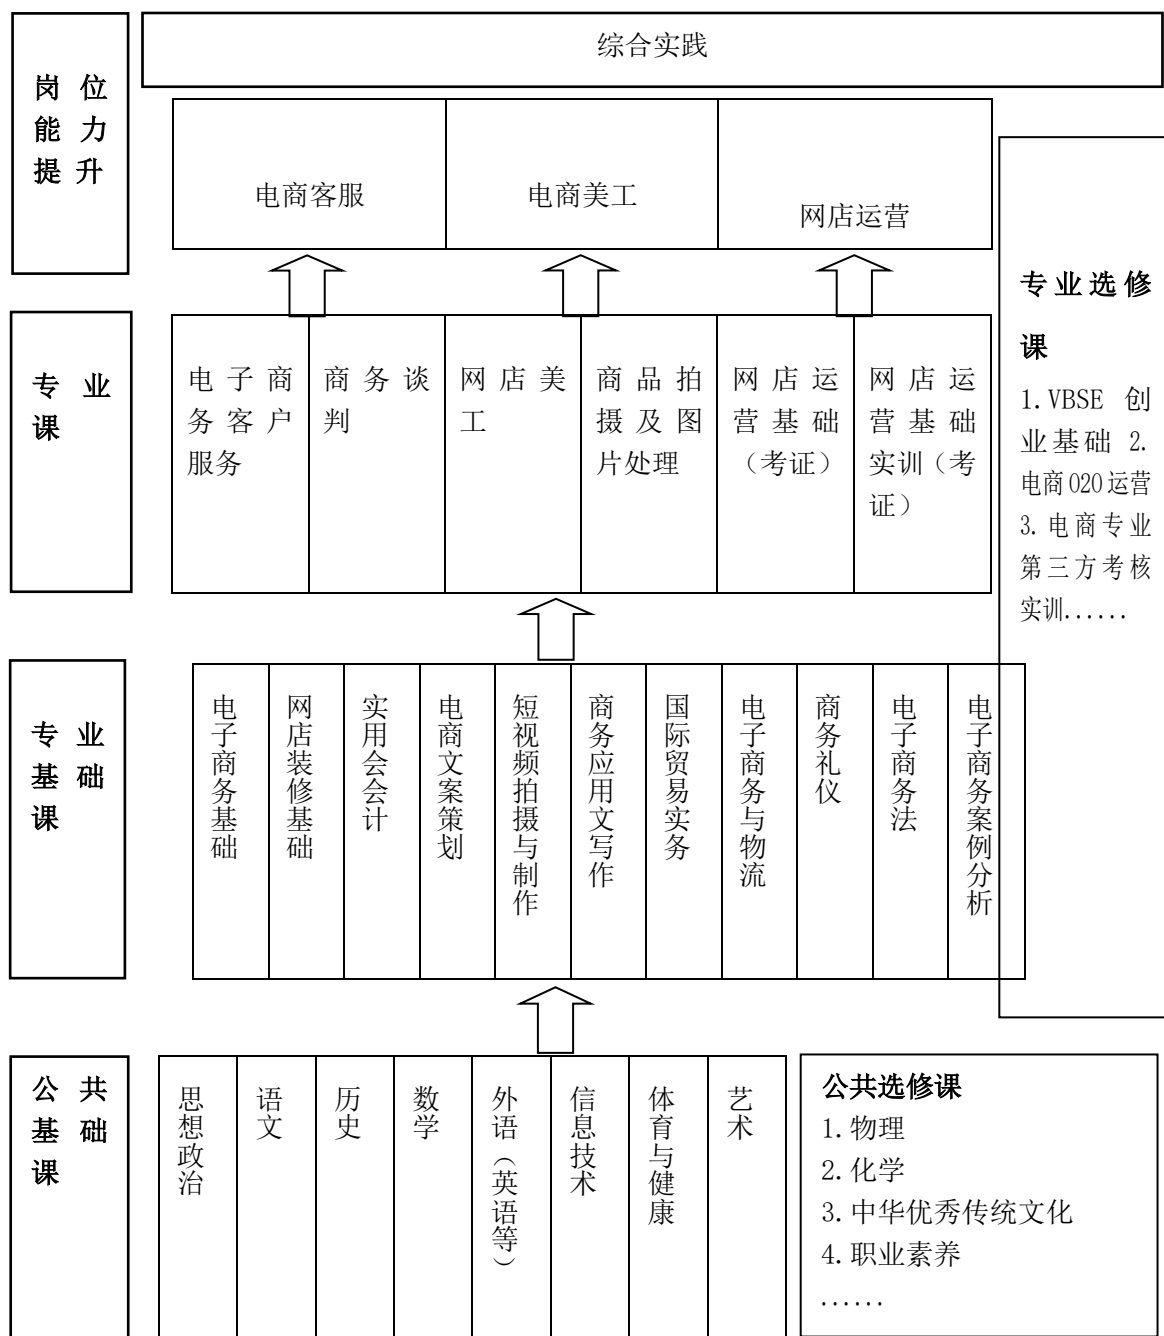 综合实践
岗 位
能 力
提 升
电商客服
电商美工
网店运营
专业选修
课
1.VBSE 创
业基础 2.
电商O2O运营
3.电商专业
第三方考核
实训......
专 业
课
电子商
务客户
服务
商务谈
判
网店美
工
商品拍
摄及图
片处理
网店运
营基础
（考证）
网店运
营基础
实训（考
证）
专 业
基 础
课
电子商务基础
网店装修基础
实用会会计
电商文案策划
短视频拍摄与制作
商务应用文写作
国际贸易实务
电子商务与物流
商务礼仪
电子商务法
电子商务案例分析
公 共
基 础
课
思想政治
语文
历史
数学
外语（英语等）
信息技术
体育与健康
艺术
公共选修课
1.物理
2.化学
3.中华优秀传统文化
4.职业素养
......